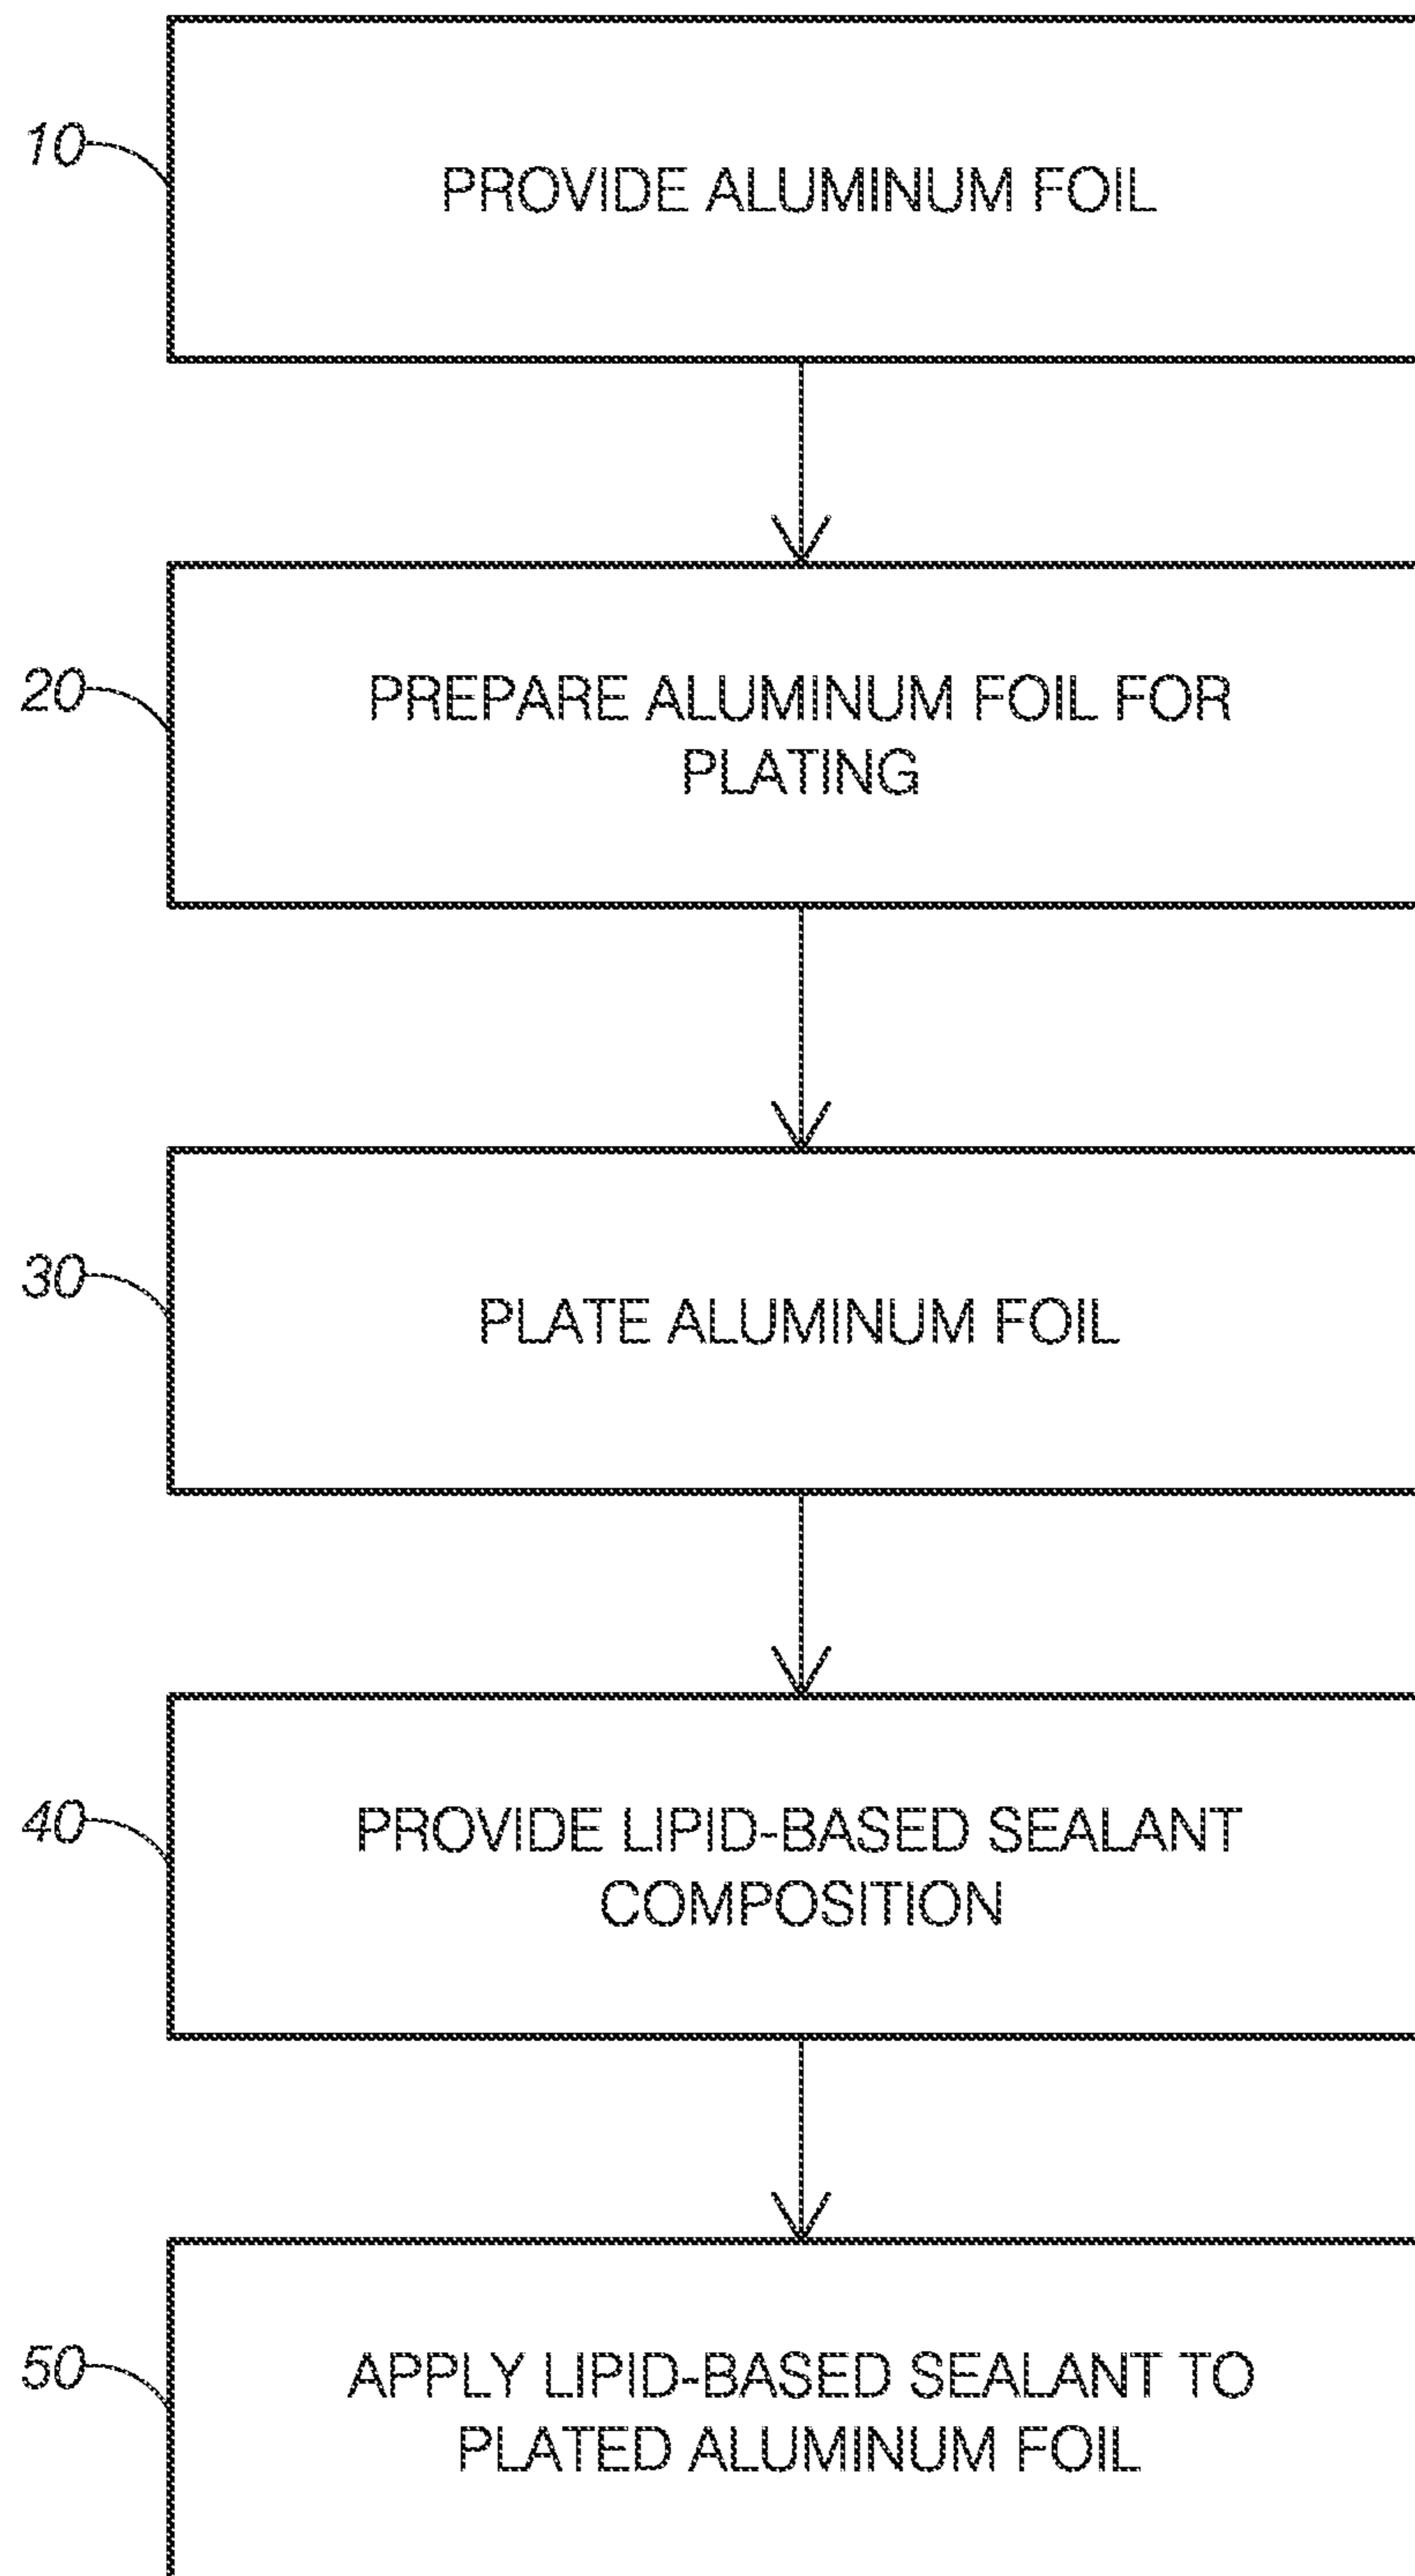 10
PROVIDE ALUMINUM FOIL
20
PREPARE ALUMINUM FOIL FOR
PLATING
30
PLATE ALUMINUM FOIL
40
PROVIDE LIPID-BASED SEALANT
COMPOSITION
50
APPLY LIPID-BASED SEALANT TO
PLATED ALUMINUM FOIL